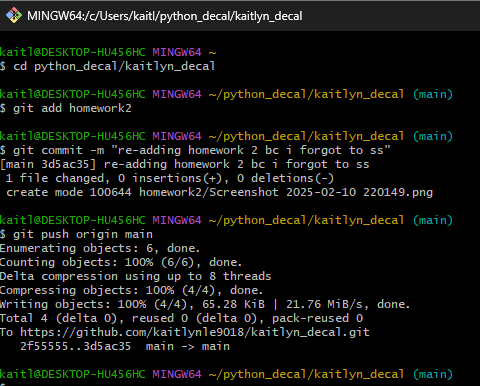 MINGW64:/c/Users/kaitl/python_decal/kaitlyn_decal
kaitl@DESKTOP-HU456HC MINGW64 ~
$ cd python_decal/kaitlyn_decal
kaitl@DESKTOP-HU456HC MINGW64 ~/python_decal/kaitlyn_decal (main)
$ git add homework2
kaitl@DESKTOP-HU456HC MINGW64 ~/python_decal/kaitlyn_decal (main)
$ git commit -m "re-adding homework 2 bc i forgot to ss"
[main 3d5ac35] re-adding homework 2 bc i forgot to ss
1 file changed, 0 insertions(+), 0 deletions(-)
create mode 100644 homework2/Screenshot 2025-02-10 220149.png
kaitl@DESKTOP-HU456HC MINGW64 ~/python_decal/kaitlyn_decal (main)
$ git push origin main
Enumerating objects: 6, done.
Counting objects: 100% (6/6), done.
Delta compression using up to 8 threads
Compressing objects: 100% (4/4), done.
Writing objects: 100% (4/4), 65.28 KiB | 21.76 MiB/s, done.
Total 4 (delta 0), reused 0 (delta 0), pack-reused 0
To https://github.com/kaitlynle9018/kaitlyn_decal.git
2f55555..3d5ac35  main -> main
kaitl@DESKTOP-HU456HC MINGW64 ~/python_decal/kaitlyn_decal (main)